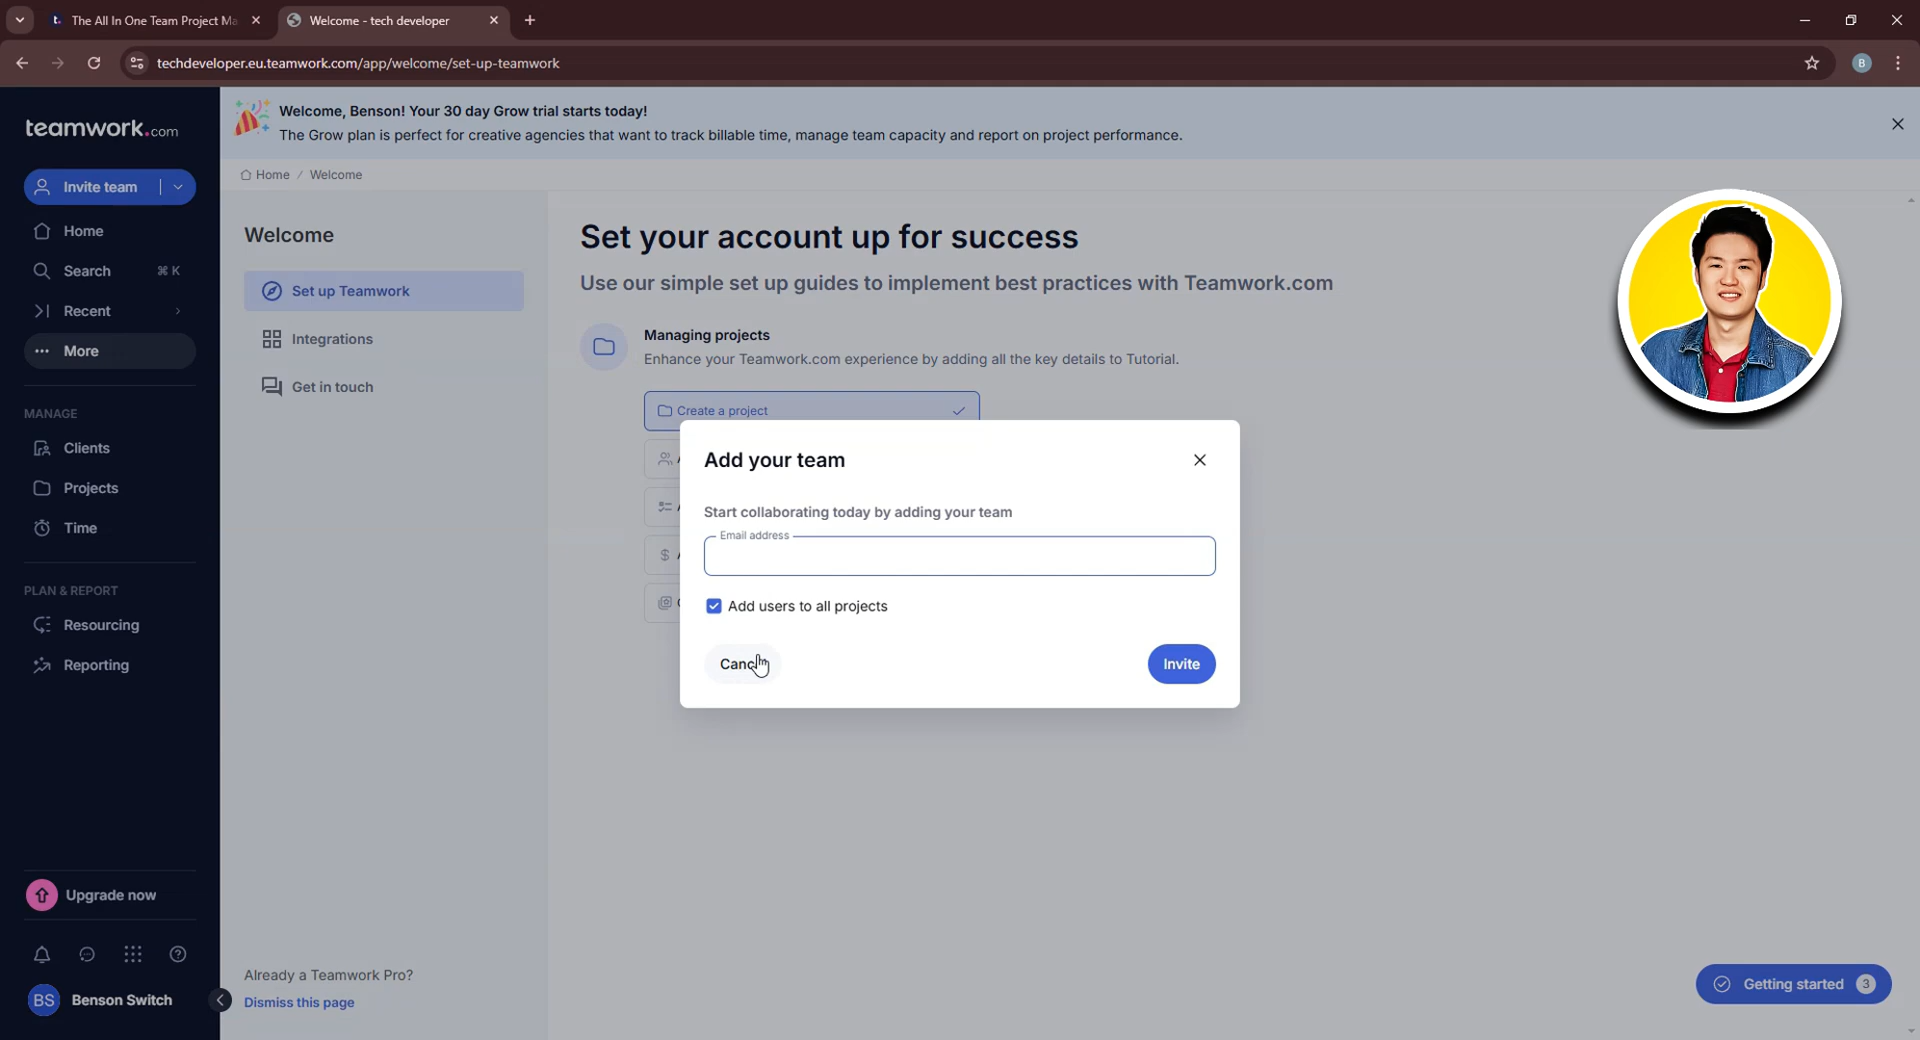 The All In One Team Project Ma
Welcome - tech developer
techdeveloper.eu.teamwork.com/app/welcome/set-up-teamwork
B
teamwork.com
Invite team
Home
Search ⌘ K
Recent
More
MANAGE
Clients
Projects
Time
PLAN & REPORT
Resourcing
Reporting
Upgrade now
BS Benson Switch
Welcome, Benson! Your 30 day Grow trial starts today!
The Grow plan is perfect for creative agencies that want to track billable time, manage team capacity and report on project performance.
Home / Welcome
Welcome
Set up Teamwork
Integrations
Get in touch
Already a Teamwork Pro?
Dismiss this page
Set your account up for success
Use our simple set up guides to implement best practices with Teamwork.com
Managing projects
Enhance your Teamwork.com experience by adding all the key details to Tutorial.
Create a project
Add your team
Start collaborating today by adding your team
Email address
Add users to all projects
Cancel
Invite
Getting started 3